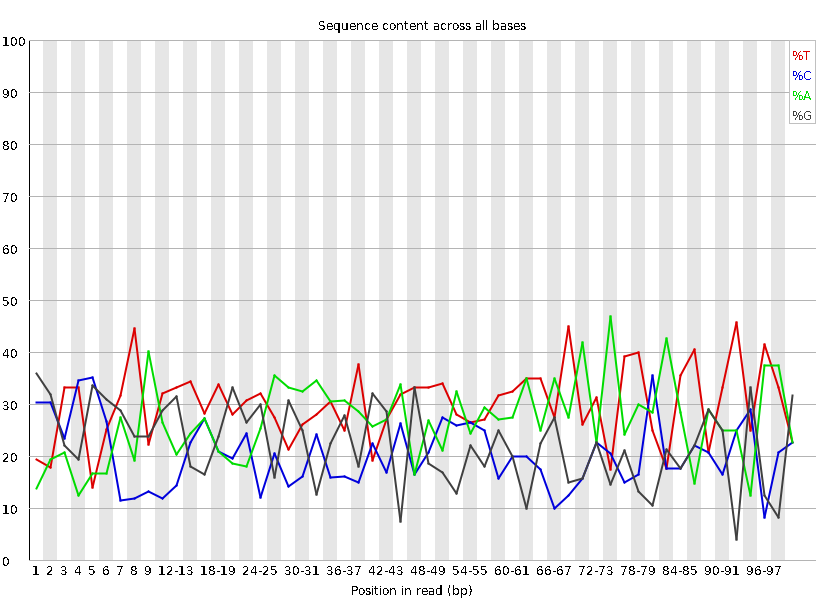 Sequence content across all bases
100
90
80
70
60
50
40
30
20
10
0
%T
%C
%A
%G
1 2 3 4 5 6 7 8 9 12-13 18-19 24-25 30-31 36-37 42-43 48-49 54-55 60-61 66-67 72-73 78-79 84-85 90-91 96-97
Position in read (bp)